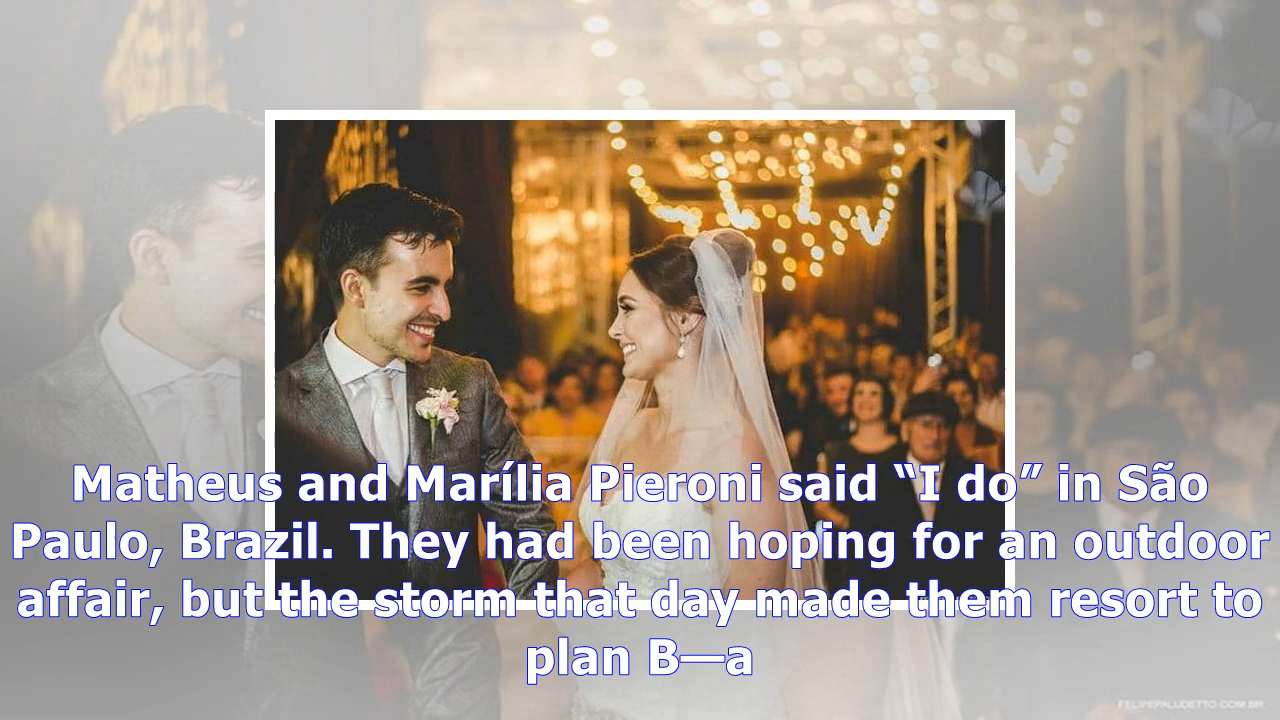 Matheus and Marília Pieroni said “I do” in São
Paulo, Brazil. They had been hoping for an outdoor
affair, but the storm that day made them resort to
plan B—a
FELIPEPALUDETTO.COM.BR